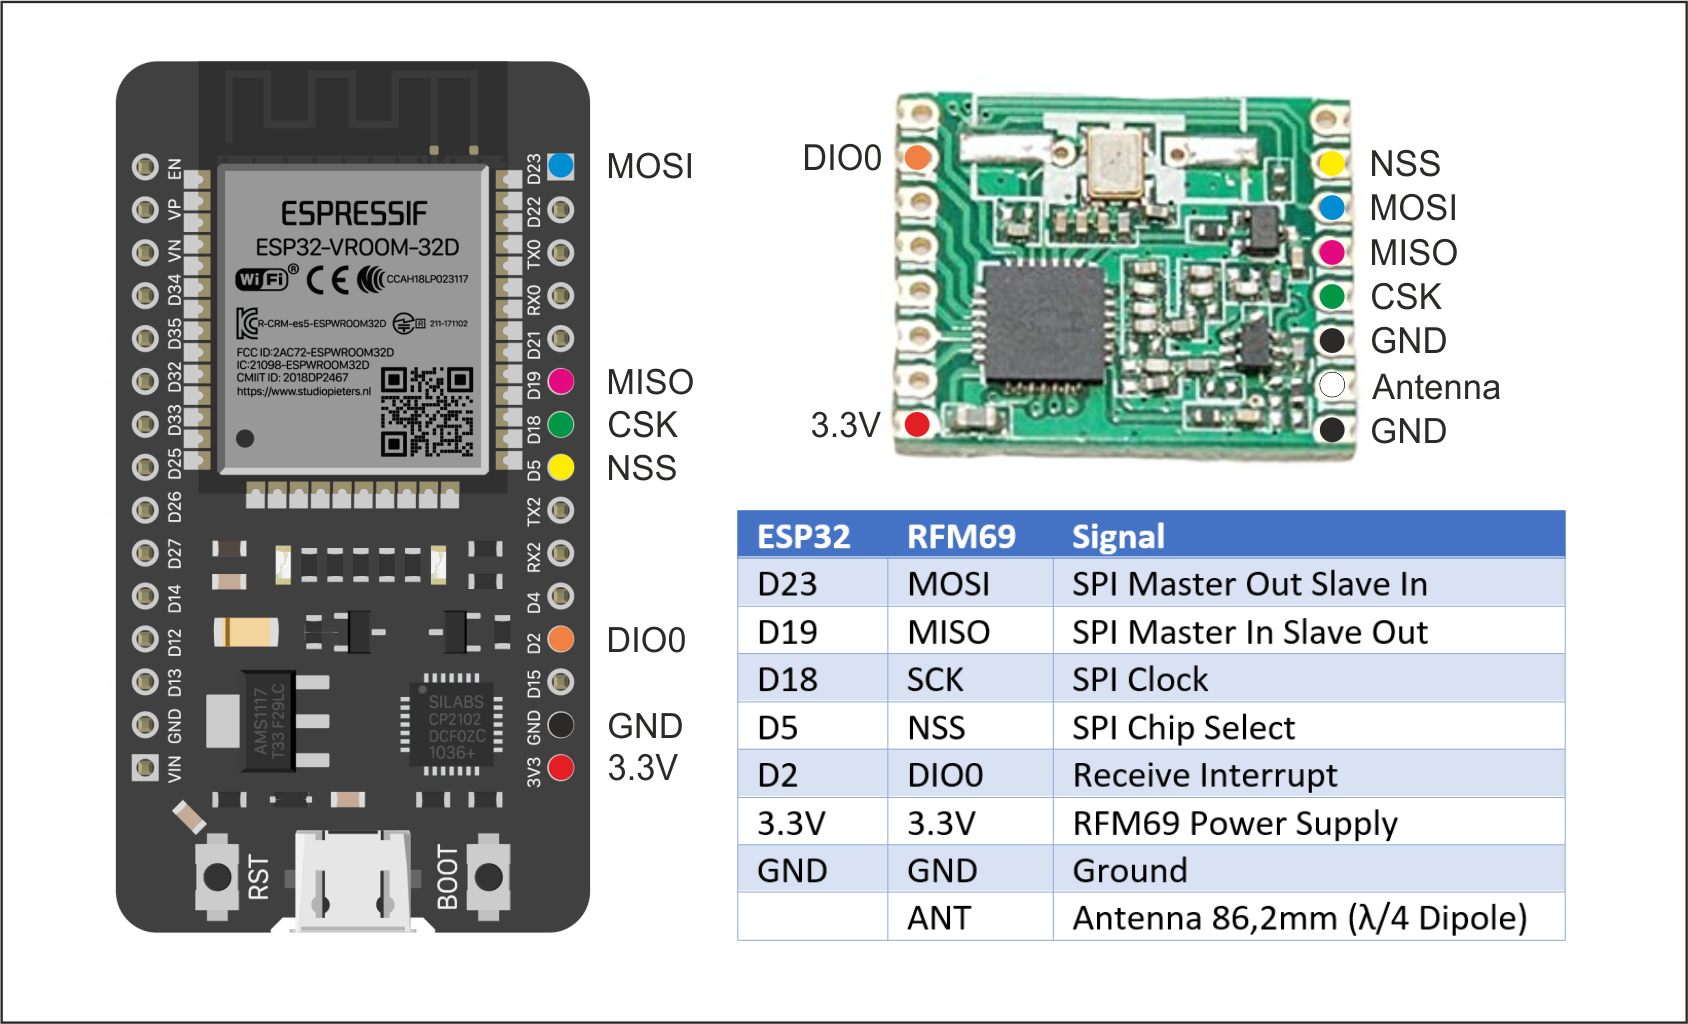 EN
VP
VN
D34
D35
D32
D33
D25
D26
D27
D14
D12
D13
GND
VIN
ESPRESSIF
ESP32-VROOM-32D
WiFi®
CE
CCAH18LP023117
R-CRM-es5-ESPWROOM32D
R 211-171102
FCC ID:2AC72-ESPWROOM32D
IC:21098-ESPWROOM32D
CMIIT ID: 2018DP2467
https://www.studiopieters.nl
AMS1117
T33 F29LC
SILABS
CP2102
DCF0ZC
1036+
RST
BOOT
D23 MOSI
D22
TX0
RX0
D21
D19 MISO
D18 CSK
D5 NSS
TX2
RX2
D4
D2 DIO0
D15
GND GND
3V3 3.3V
DIO0
3.3V
NSS
MOSI
MISO
CSK
GND
Antenna
GND
ESP32 RFM69 Signal
D23 MOSI SPI Master Out Slave In
D19 MISO SPI Master In Slave Out
D18 SCK SPI Clock
D5 NSS SPI Chip Select
D2 DIO0 Receive Interrupt
3.3V 3.3V RFM69 Power Supply
GND GND Ground
ANT Antenna 86,2mm (λ/4 Dipole)